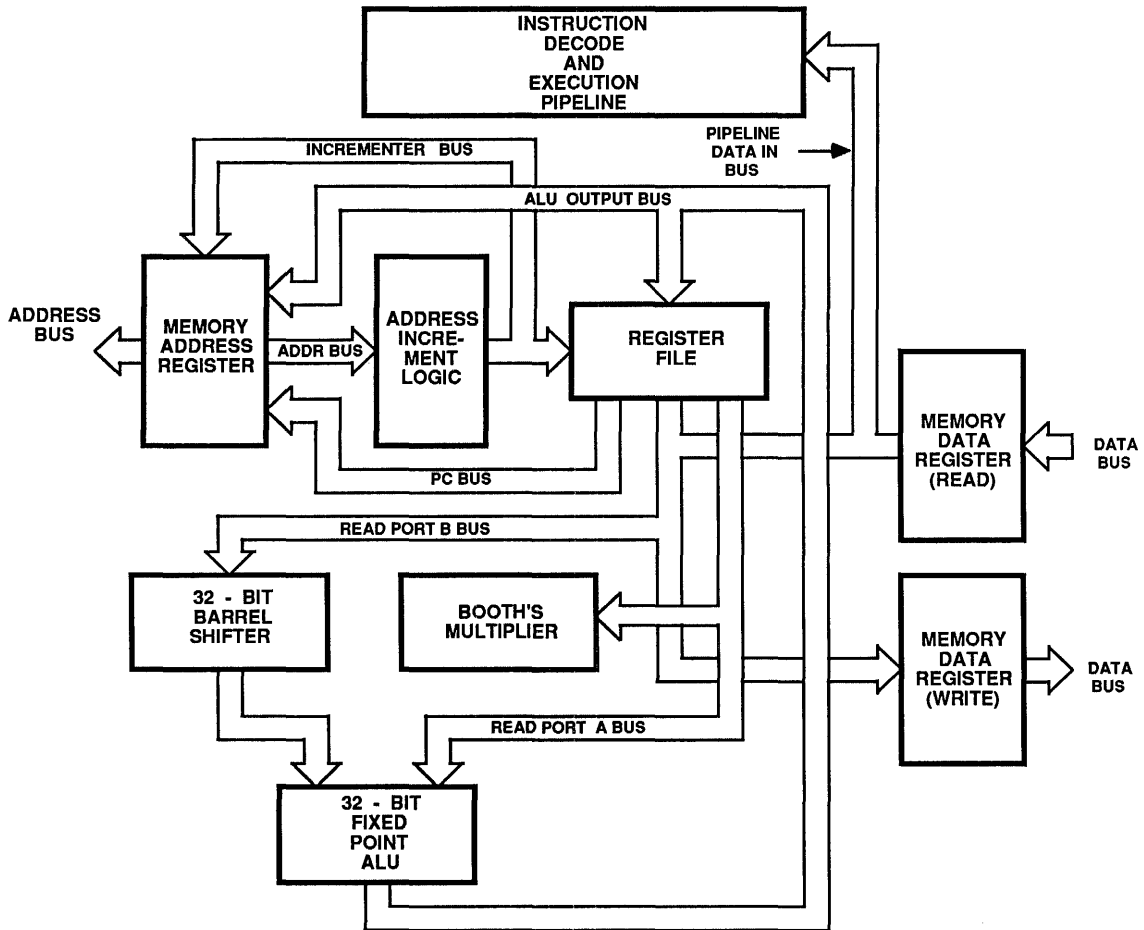 INSTRUCTION
DECODE
AND
EXECUTION
PIPELINE
PIPELINE
DATA IN
BUS
INCREMENTER BUS
ALU OUTPUT BUS
ADDRESS
BUS
MEMORY
ADDRESS
REGISTER
ADDR BUS
ADDRESS
INCRE-
MENT
LOGIC
REGISTER
FILE
MEMORY
DATA
REGISTER
(READ)
DATA
BUS
PC BUS
READ PORT B BUS
32 - BIT
BARREL
SHIFTER
BOOTH'S
MULTIPLIER
MEMORY
DATA
REGISTER
(WRITE)
DATA
BUS
READ PORT A BUS
32 - BIT
FIXED
POINT
ALU